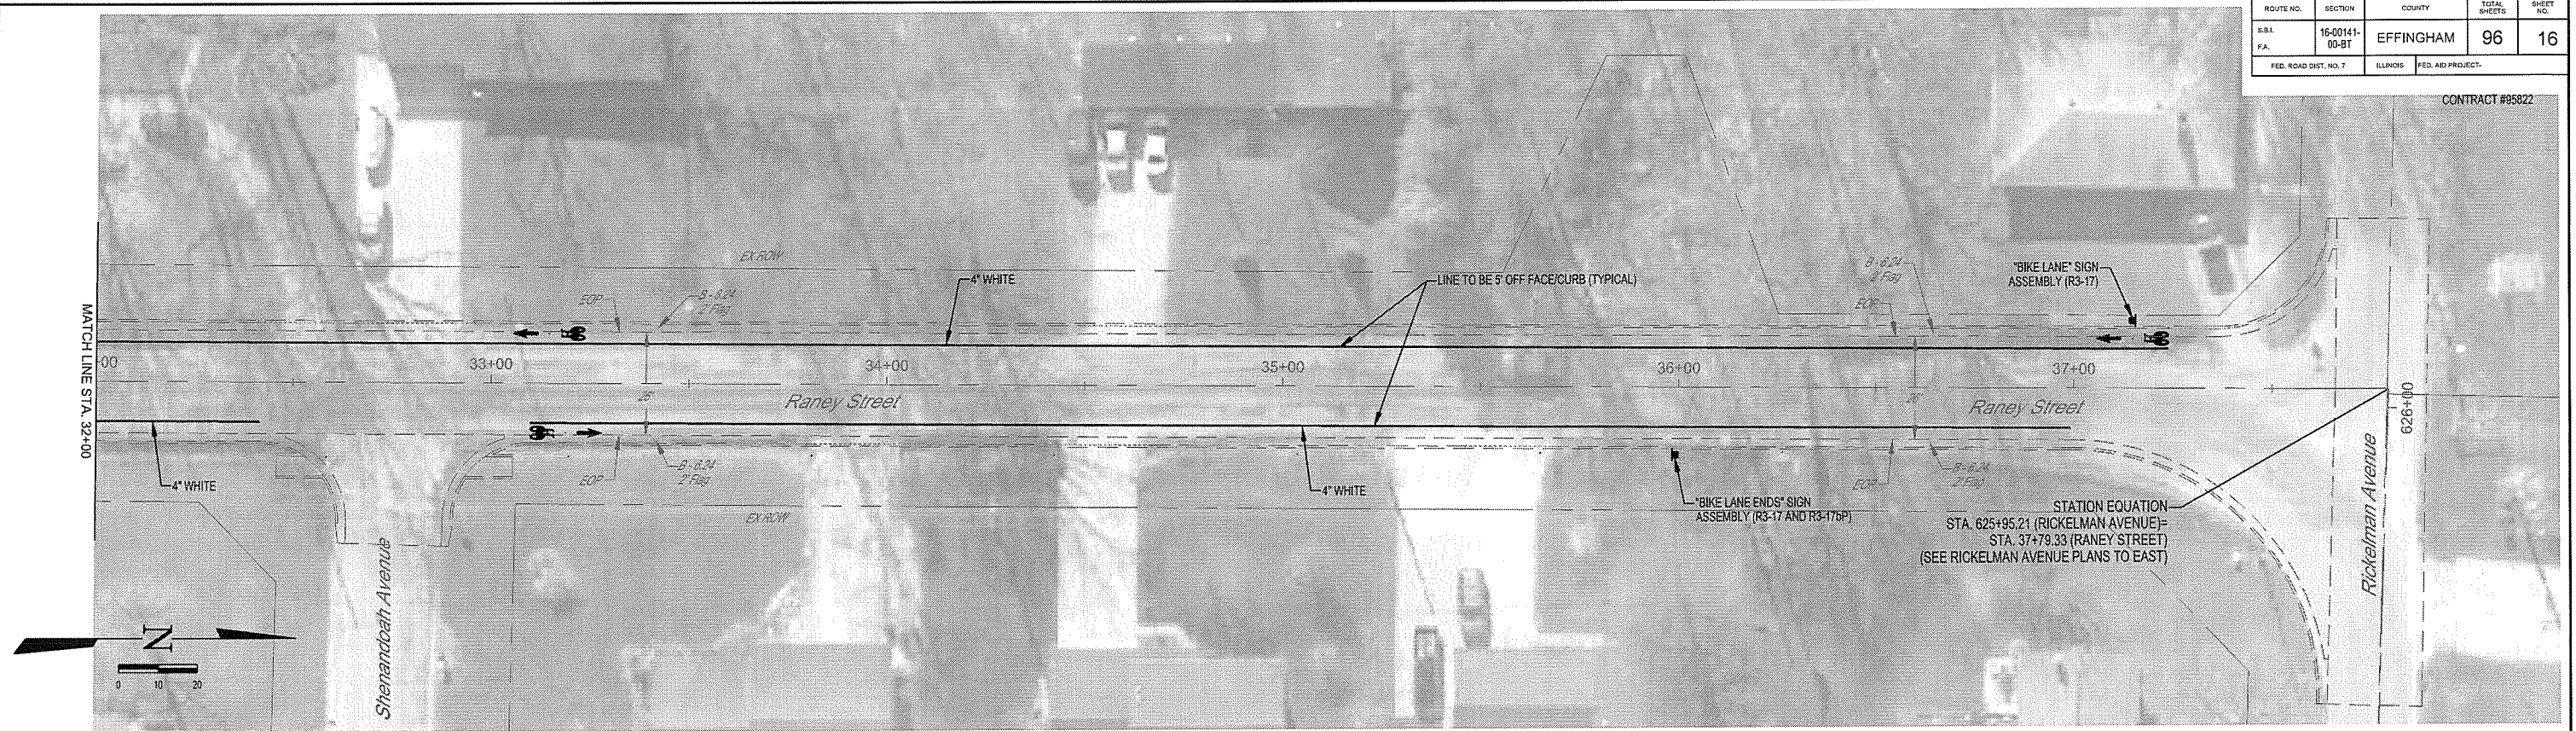 ROUTE NO. SECTION COUNTY TOTAL SHEETS SHEET NO.
S.B.I.
F.A.
16-00141-00-BT EFFINGHAM 96 16
FED. ROAD DIST. NO. 7 ILLINOIS FED. AID PROJECT-
CONTRACT #95822
EX ROW
4" WHITE
LINE TO BE 5' OFF FACE/CURB (TYPICAL)
B - 6.24
2' Flag
"BIKE LANE" SIGN
ASSEMBLY (R3-17)
EOP
B - 6.24
2' Flag
EOP
MATCH LINE STA. 32+00
+00
33+00
34+00
35+00
36+00
37+00
26'
Raney Street
26'
Raney Street
626+00
4" WHITE
EOP
B - 6.24
2' Flag
EX ROW
4" WHITE
"BIKE LANE ENDS" SIGN
ASSEMBLY (R3-17 AND R3-17bP)
EOP
B - 6.24
2' Flag
STATION EQUATION
STA. 625+95.21 (RICKELMAN AVENUE)=
STA. 37+79.33 (RANEY STREET)
(SEE RICKELMAN AVENUE PLANS TO EAST)
Rickelman Avenue
Shenandoah Avenue
N
0 10 20